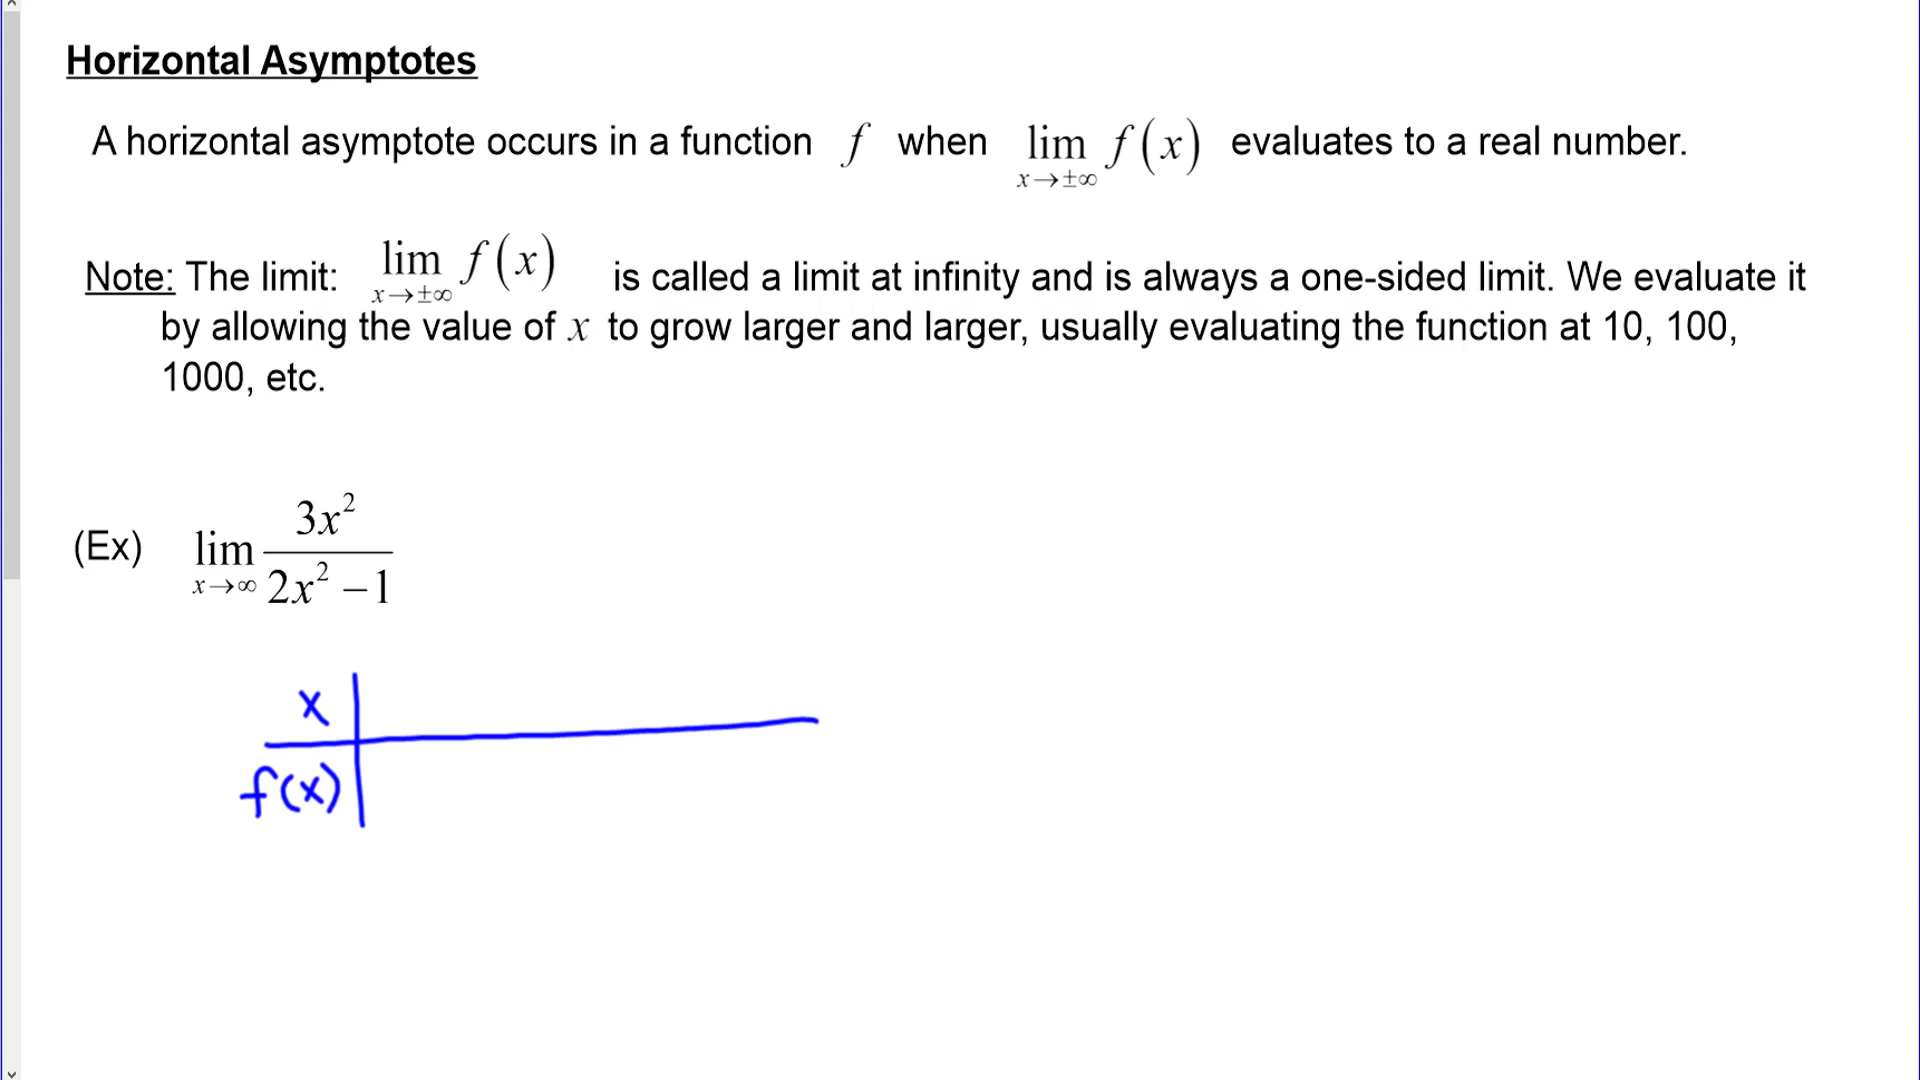 Horizontal Asymptotes
A horizontal asymptote occurs in a function f when lim x→±∞ f(x) evaluates to a real number.
Note: The limit: lim x→±∞ f(x) is called a limit at infinity and is always a one-sided limit. We evaluate it
by allowing the value of x to grow larger and larger, usually evaluating the function at 10, 100,
1000, etc.
(Ex) lim x→∞ 3x²/(2x² − 1)
x
f(x)